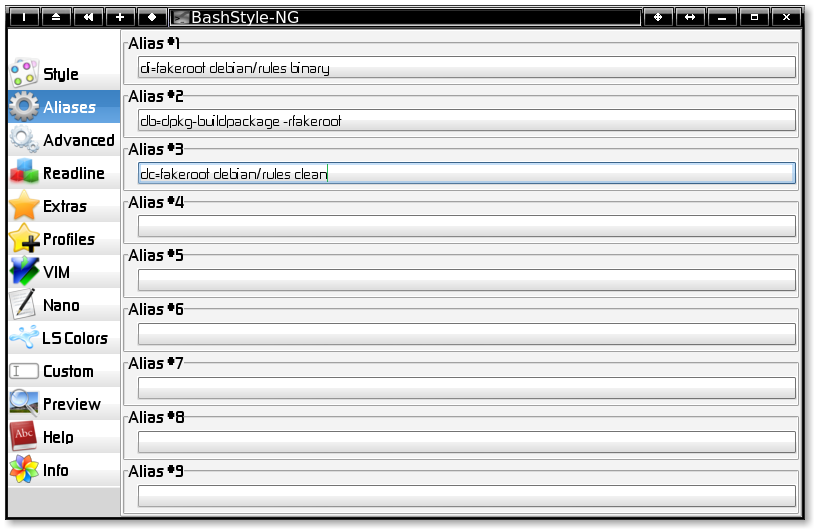 BashStyle-NG
Style
Aliases
Advanced
Readline
Extras
Profiles
VIM
Nano
LS Colors
Custom
Preview
Abc
Help
Info
Alias #1
di=fakeroot debian/rules binary
Alias #2
db=dpkg-buildpackage -rfakeroot
Alias #3
dc=fakeroot debian/rules clean
Alias #4
Alias #5
Alias #6
Alias #7
Alias #8
Alias #9